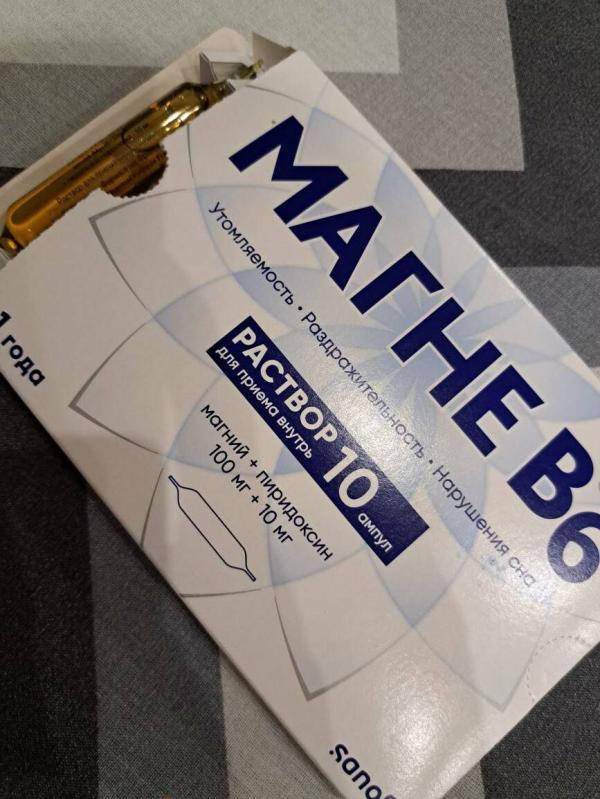 МАГНЕ B6
Утомляемость • Раздражительность • Нарушения сна
РАСТВОР
для приема внутрь
10
ампул
магний + пиридоксин
100 мг + 10 мг
1 года
sanof